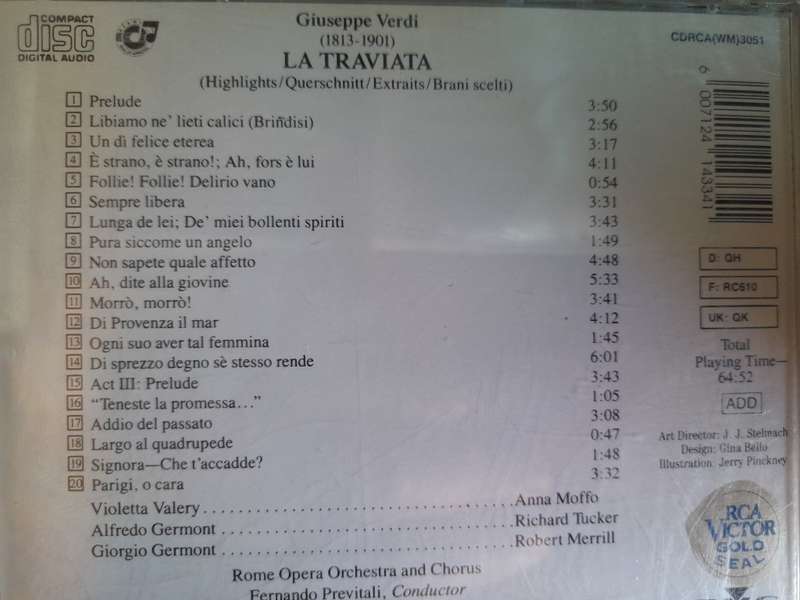 COMPACT
disc
DIGITAL AUDIO
Giuseppe Verdi
(1813-1901)
LA TRAVIATA
(Highlights/Querschnitt/Extraits/Brani scelti)
CDRCA(WM)3051
6 007124 143341
1 Prelude 3:50
2 Libiamo ne' lieti calici (Briñdisi) 2:56
3 Un dì felice eterea 3:17
4 È strano, è strano!; Ah, fors è lui 4:11
5 Follie! Follie! Delirio vano 0:54
6 Sempre libera 3:31
7 Lunga de lei; De' miei bollenti spiriti 3:43
8 Pura siccome un angelo 1:49
9 Non sapete quale affetto 4:48
10 Ah, dite alla giovine 5:33
11 Morrò, morrò! 3:41
12 Di Provenza il mar 4:12
13 Ogni suo aver tal femmina 1:45
14 Di sprezzo degno sè stesso rende 6:01
15 Act III: Prelude 3:43
16 "Teneste la promessa..." 1:05
17 Addio del passato 3:08
18 Largo al quadrupede 0:47
19 Signora—Che t'accadde? 1:48
20 Parigi, o cara 3:32
D: QH
F: RC510
UK: QK
Total
Playing Time—
64:52
ADD
Art Director: J. J. Stelmach
Design: Gina Bello
Illustration: Jerry Pinckney
Violetta Valery Anna Moffo
Alfredo Germont Richard Tucker
Giorgio Germont Robert Merrill
Rome Opera Orchestra and Chorus
Fernando Previtali, Conductor
RCA
VICTOR
GOLD
SEAL